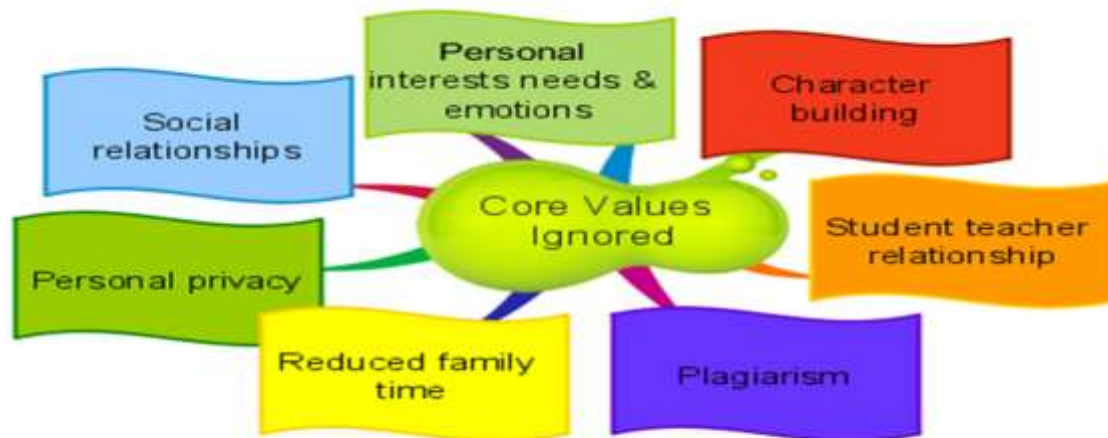 Personal
interests needs &
emotions
Character
building
Social
relationships
Core Values
Ignored
Student teacher
relationship
Personal privacy
Reduced family
time
Plagiarism